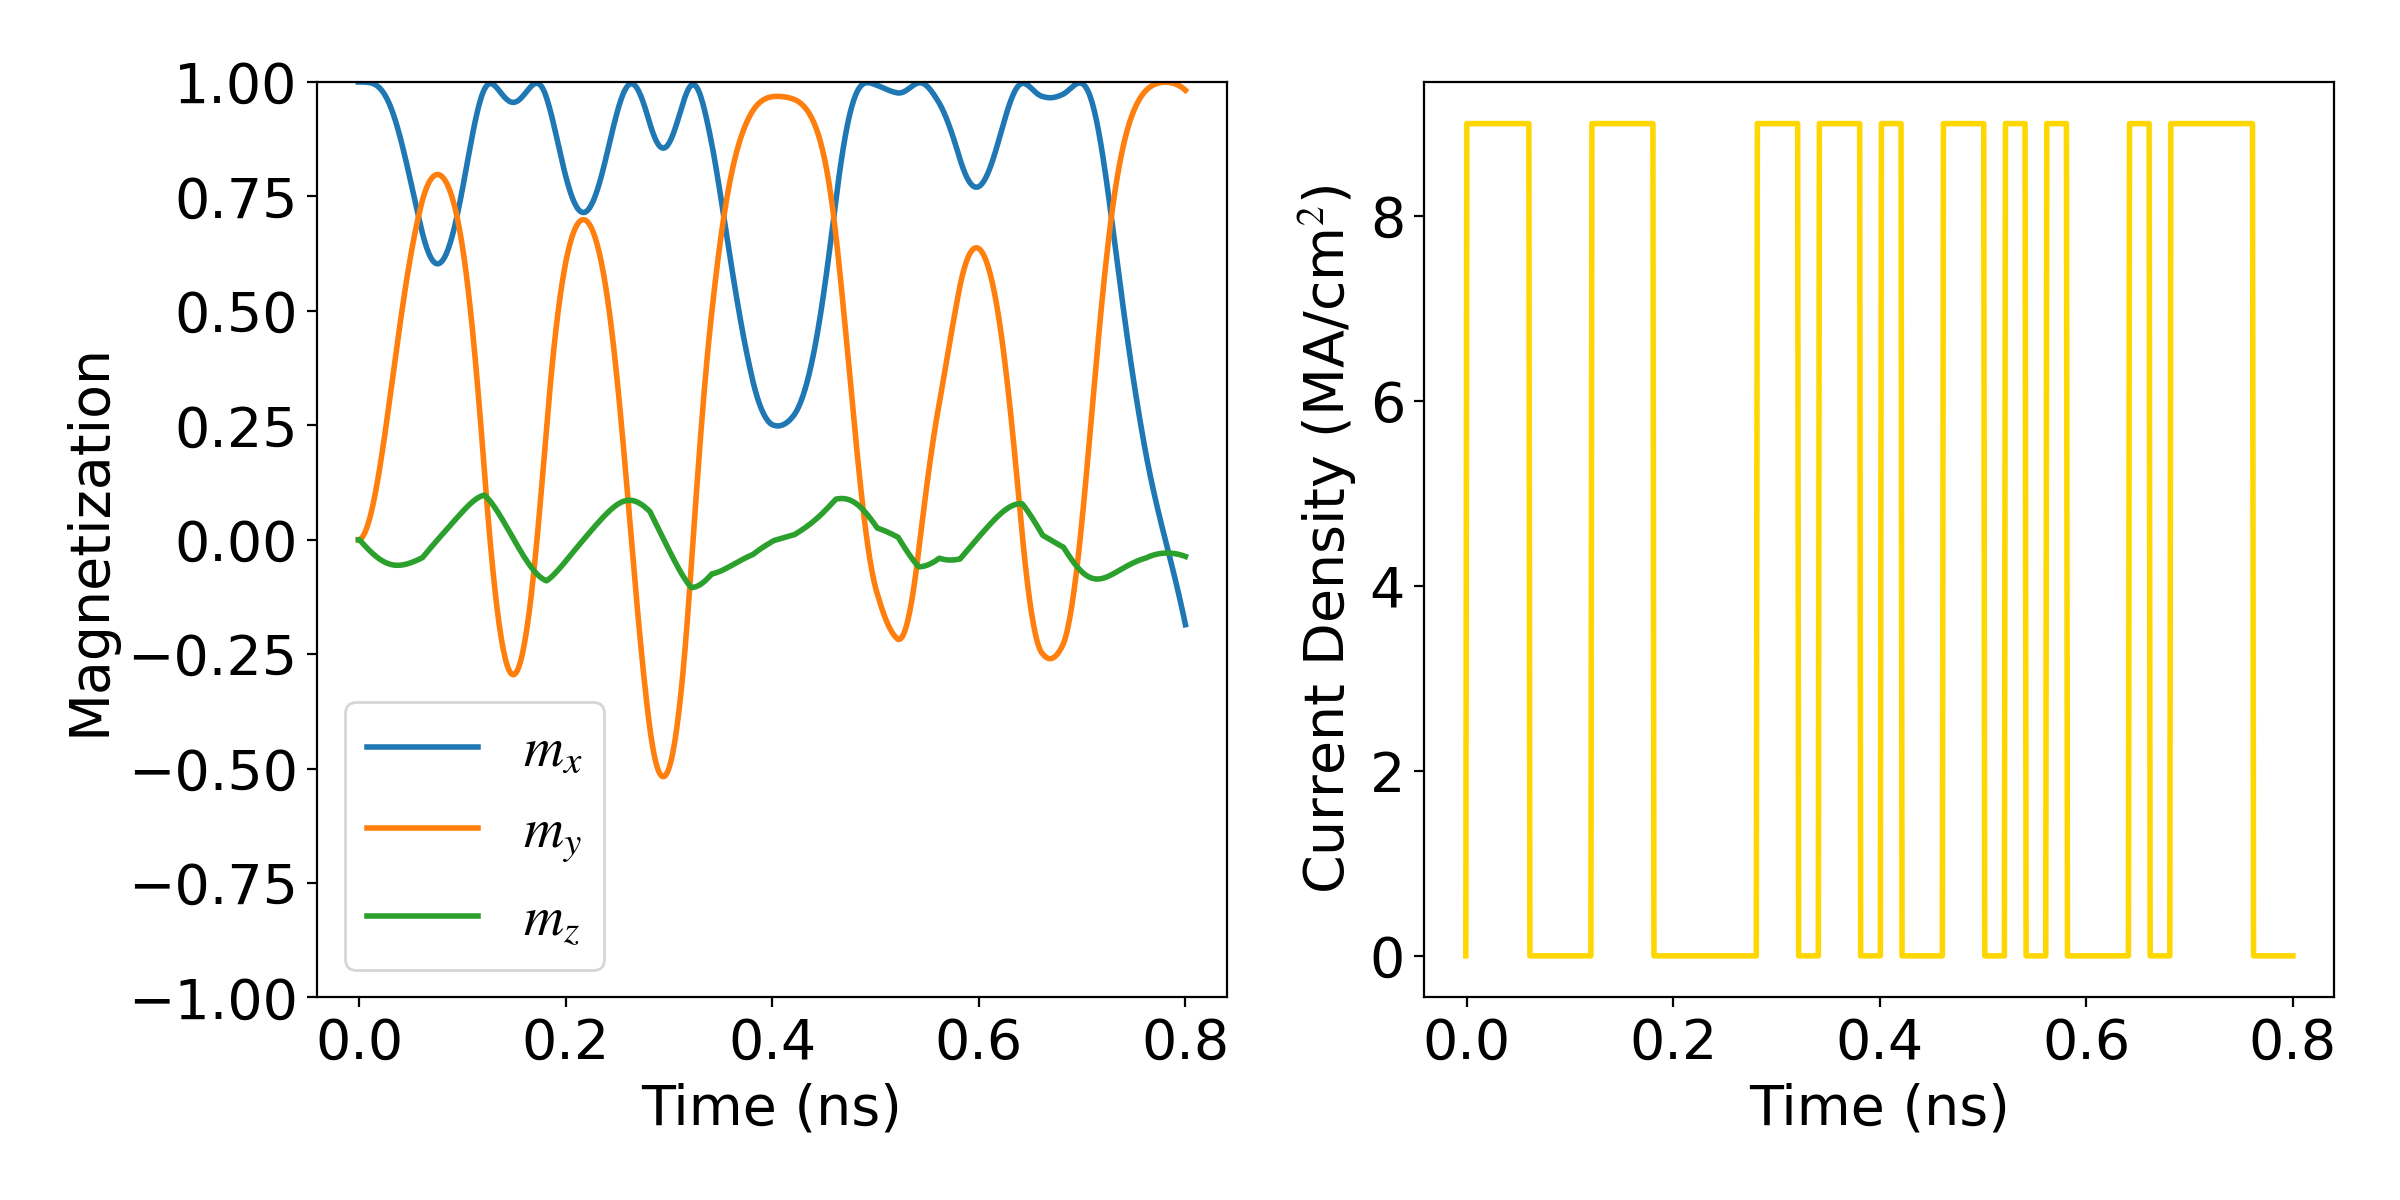 1.00
0.75
0.50
0.25
0.00
−0.25
−0.50
−0.75
−1.00
Magnetization
0.0 0.2 0.4 0.6 0.8
Time (ns)
m_x
m_y
m_z
8
6
4
2
0
Current Density (MA/cm²)
0.0 0.2 0.4 0.6 0.8
Time (ns)